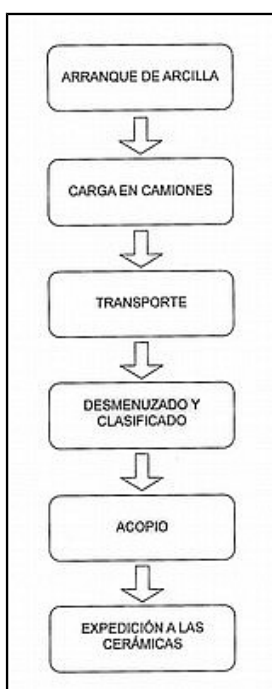 ARRANQUE DE ARCILLA
CARGA EN CAMIONES
TRANSPORTE
DESMENUZADO Y
CLASIFICADO
ACOPIO
EXPEDICIÓN A LAS
CERÁMICAS